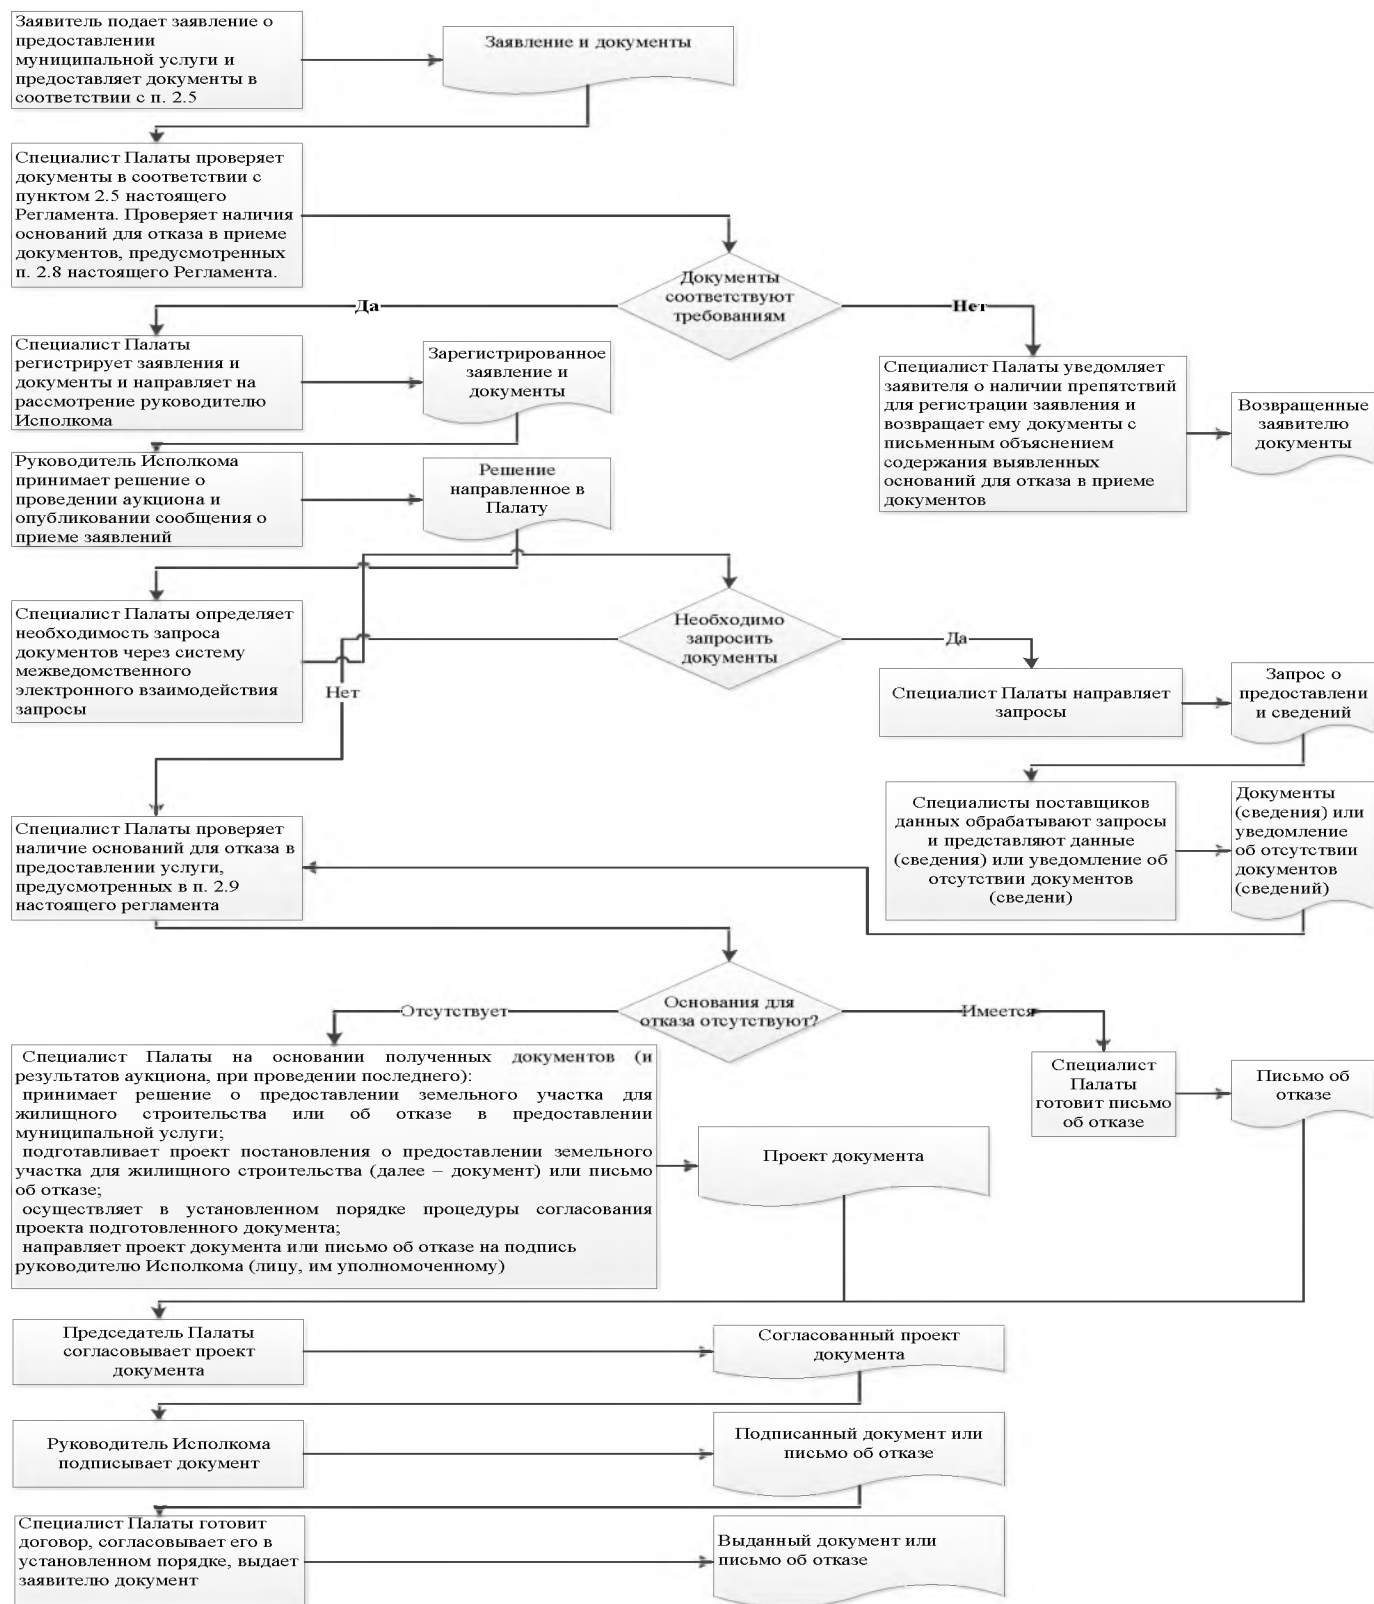 Заявитель подает заявление о
предоставлении
муниципальной услуги и
предоставляет документы в
соответствии с п. 2.5
Заявление и документы
Специалист Палаты проверяет
документы в соответствии с
пунктом 2.5 настоящего
Регламента. Проверяет наличия
оснований для отказа в приеме
документов, предусмотренных
п. 2.8 настоящего Регламента.
Документы
соответствуют
требованиям
Да
Нет
Специалист Палаты
регистрирует заявления и
документы и направляет на
рассмотрение руководителю
Исполкома
Зарегистрированное
заявление и
документы
Специалист Палаты уведомляет
заявителя о наличии препятствий
для регистрации заявления и
возвращает ему документы с
письменным объяснением
содержания выявленных
оснований для отказа в приеме
документов
Возвращенные
заявителю
документы
Руководитель Исполкома
принимает решение о
проведении аукциона и
опубликовании сообщения о
приеме заявлений
Решение
направленное в
Палату
Специалист Палаты определяет
необходимость запроса
документов через систему
межведомственного
электронного взаимодействия
запросы
Необходимо
запросить
документы
Да
Нет
Специалист Палаты направляет
запросы
Запрос о
предоставлени
и сведений
Специалисты поставщиков
данных обрабатывают запросы
и представляют данные
(сведения) или уведомление об
отсутствии документов
(сведени)
Документы
(сведения) или
уведомление
об отсутствии
документов
(сведений)
Специалист Палаты проверяет
наличие оснований для отказа в
предоставлении услуги,
предусмотренных в п. 2.9
настоящего регламента
Основания для
отказа отсутствуют?
Отсутствует
Имеется
Специалист Палаты на основании полученных документов (и
результатов аукциона, при проведении последнего):
принимает решение о предоставлении земельного участка для
жилищного строительства или об отказе в предоставлении
муниципальной услуги;
подготавливает проект постановления о предоставлении земельного
участка для жилищного строительства (далее – документ) или письмо
об отказе;
осуществляет в установленном порядке процедуры согласования
проекта подготовленного документа;
направляет проект документа или письмо об отказе на подпись
руководителю Исполкома (лицу, им уполномоченному)
Проект документа
Специалист
Палаты
готовит письмо
об отказе
Письмо об
отказе
Председатель Палаты
согласовывает проект
документа
Согласованный проект
документа
Руководитель Исполкома
подписывает документ
Подписанный документ или
письмо об отказе
Специалист Палаты готовит
договор, согласовывает его в
установленном порядке, выдает
заявителю документ
Выданный документ или
письмо об отказе